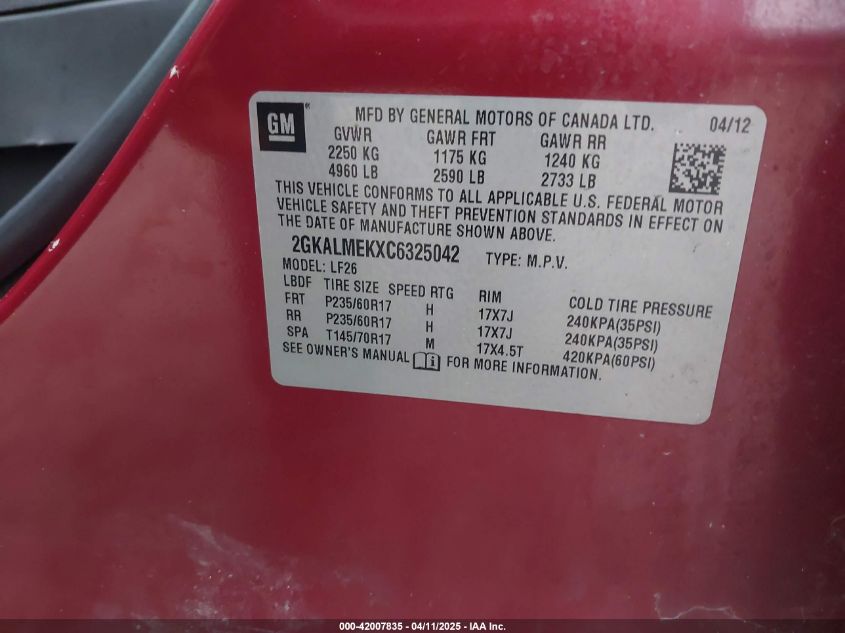 GM ®
MFD BY GENERAL MOTORS OF CANADA LTD. 04/12
GVWR GAWR FRT GAWR RR
2250 KG 1175 KG 1240 KG
4960 LB 2590 LB 2733 LB
THIS VEHICLE CONFORMS TO ALL APPLICABLE U.S. FEDERAL MOTOR
VEHICLE SAFETY AND THEFT PREVENTION STANDARDS IN EFFECT ON
THE DATE OF MANUFACTURE SHOWN ABOVE.
2GKALMEKXC6325042 TYPE: M.P.V.
MODEL: LF26
LBDF TIRE SIZE SPEED RTG RIM COLD TIRE PRESSURE
FRT P235/60R17 H 17X7J 240KPA(35PSI)
RR P235/60R17 H 17X7J 240KPA(35PSI)
SPA T145/70R17 M 17X4.5T 420KPA(60PSI)
SEE OWNER'S MANUAL i FOR MORE INFORMATION.
000-42007835 - 04/11/2025 - IAA Inc.